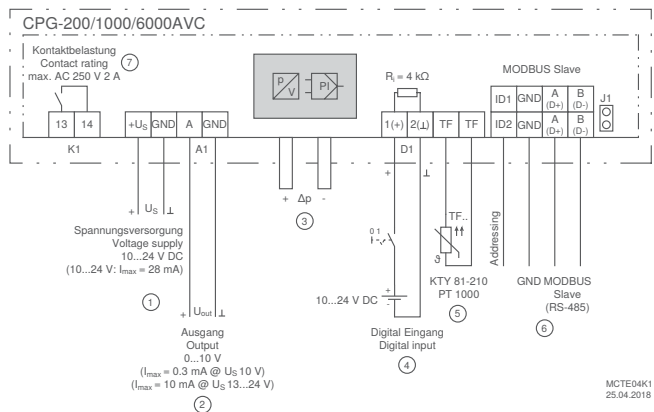 CPG-200/1000/6000AVC
Kontaktbelastung
Contact rating
max. AC 250 V 2 A
7
p
V
PI
Ri = 4 kΩ
MODBUS Slave
13 14
+US GND A GND
1(+) 2(⊥) TF TF
ID1 GND A (D+) B (D-)
ID2 GND A (D+) B (D-)
J1
K1
A1
D1
+ US ⊥
Spannungsversorgung
Voltage supply
10...24 V DC
(10...24 V: Imax = 28 mA)
1
+ Uout ⊥
Ausgang
Output
0...10 V
(Imax = 0.3 mA @ US 10 V)
(Imax = 10 mA @ US 13...24 V)
2
+ Δp -
3
+ ⊥
0 1
+
-
10...24 V DC
Digital Eingang
Digital input
4
TF..
ϑ
KTY 81-210
PT 1000
5
Addressing
GND MODBUS
Slave
(RS-485)
6
MCTE04K1
25.04.2018